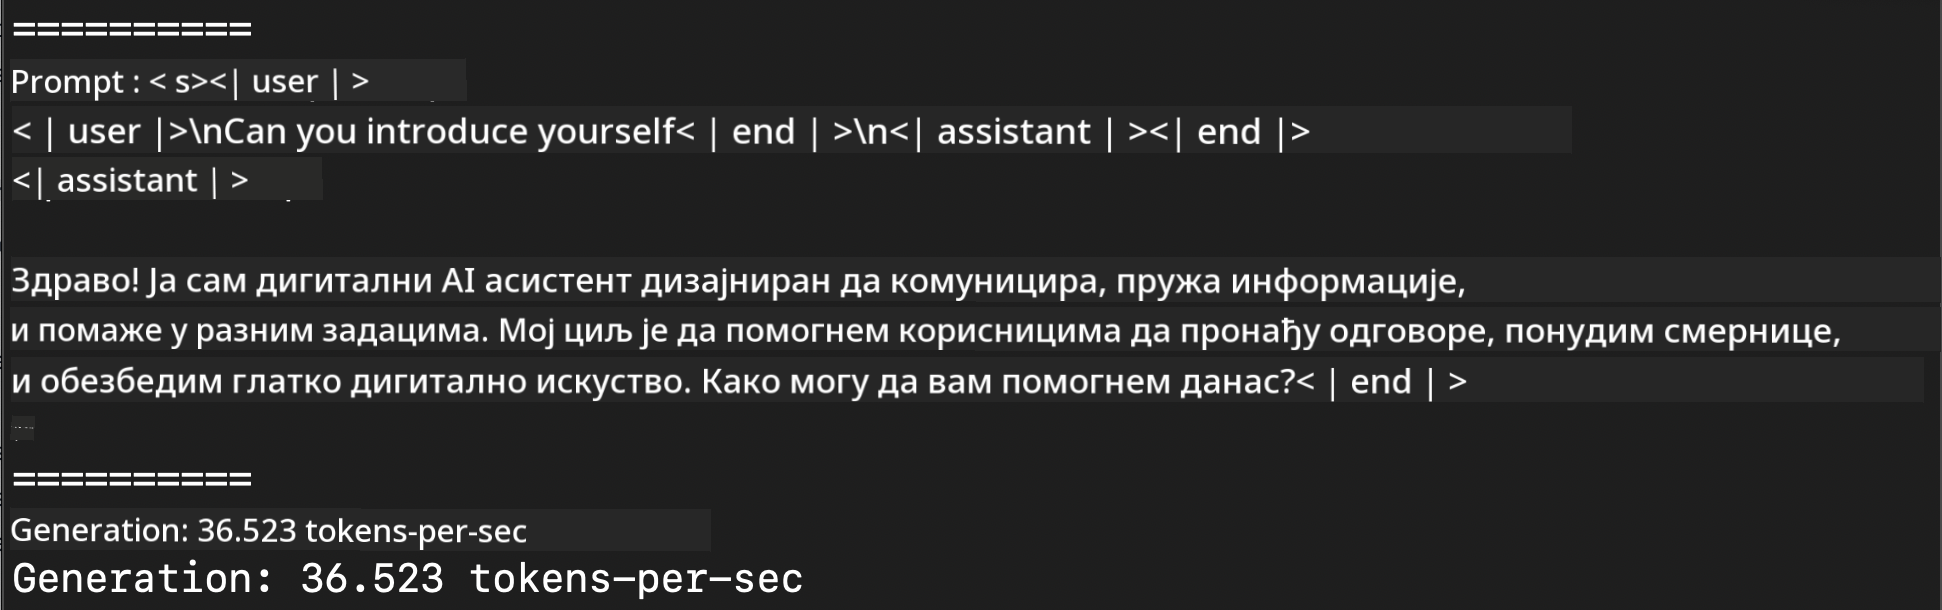 ==========
Prompt : < s><| user | >
< | user |>\nCan you introduce yourself< | end | >\n<| assistant | ><| end |>
<| assistant | >
Здраво! Ја сам дигитални AI асистент дизајниран да комуницира, пружа информације,
и помаже у разним задацима. Мој циљ је да помогнем корисницима да пронађу одговоре, понудим смернице,
и обезбедим глатко дигитално искуство. Како могу да вам помогнем данас?< | end | >
==========
Generation: 36.523 tokens-per-sec
Generation: 36.523 tokens-per-sec